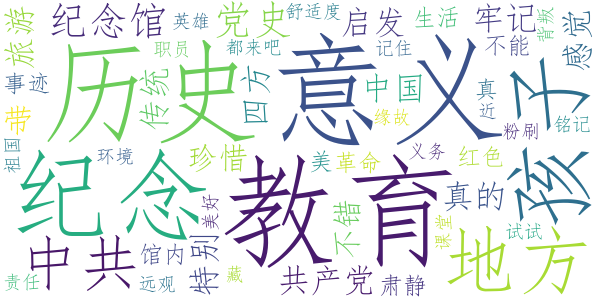 旅游
纪念馆
英雄
党史
舒适度
启发
生活
牢记
背叛
感觉
职员
都来吧
记住
不能
事迹
历史
传统
四方
意义
中国
真
近
孩子
带
缘故
粉刷
铭记
祖国
环境
珍惜
美
革命
义务
红色
纪念
教育
美好
不错
课堂
真的
试试
中共
馆内
特别
地方
责任
远观
藏
共产党
肃静